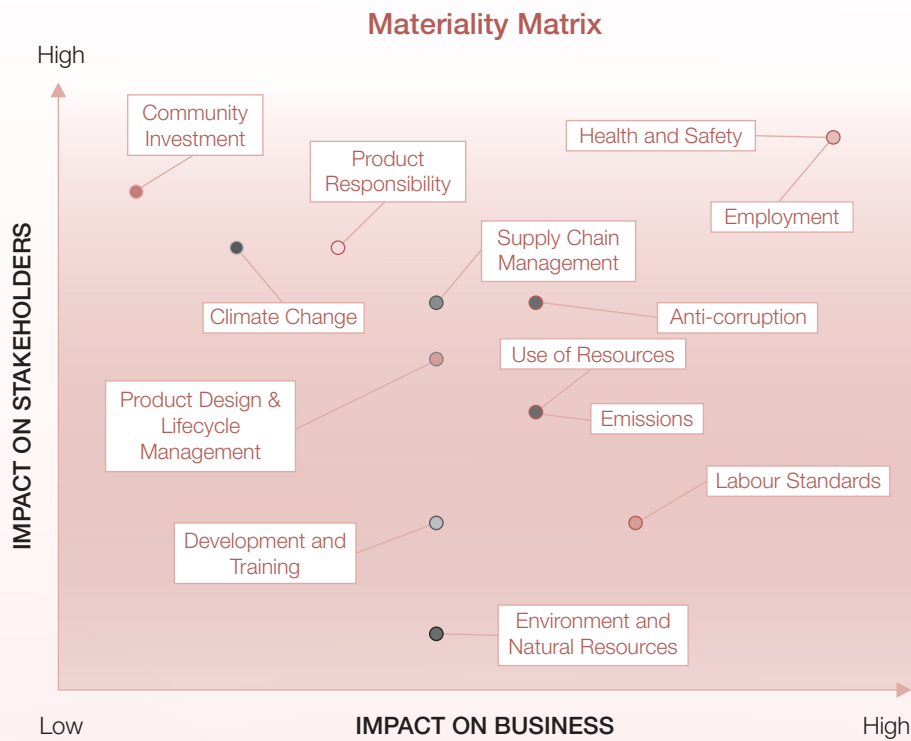 Materiality Matrix
High
Community
Investment
Health and Safety
Product
Responsibility
Employment
Supply Chain
Management
Climate Change
Anti-corruption
Use of Resources
Product Design &
Lifecycle
Management
Emissions
Labour Standards
Development and
Training
Environment and
Natural Resources
IMPACT ON STAKEHOLDERS
Low
IMPACT ON BUSINESS
High